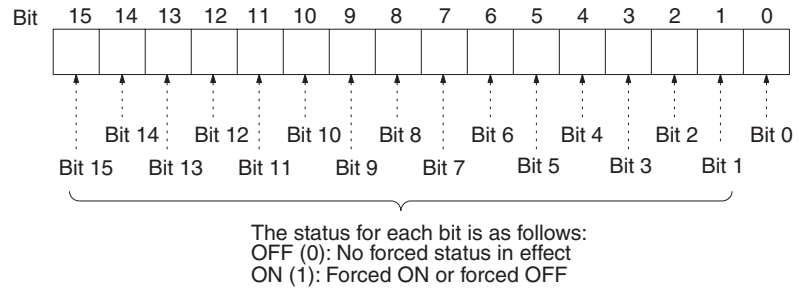 Bit 15 14 13 12 11 10 9 8 7 6 5 4 3 2 1 0
Bit 14 Bit 12 Bit 10 Bit 8 Bit 6 Bit 4 Bit 2 Bit 0
Bit 15 Bit 13 Bit 11 Bit 9 Bit 7 Bit 5 Bit 3 Bit 1
The status for each bit is as follows:
OFF (0): No forced status in effect
ON (1): Forced ON or forced OFF